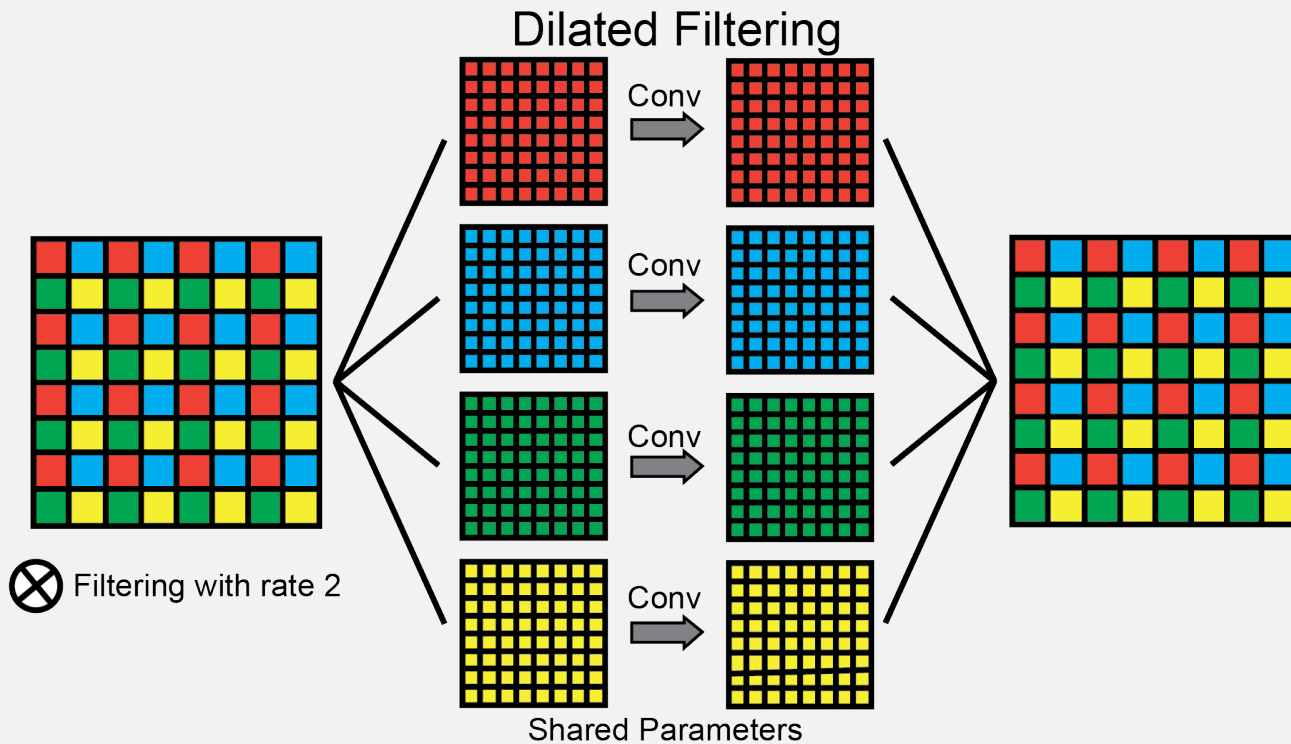 Dilated Filtering
Conv
Conv
Conv
Conv
Filtering with rate 2
Shared Parameters